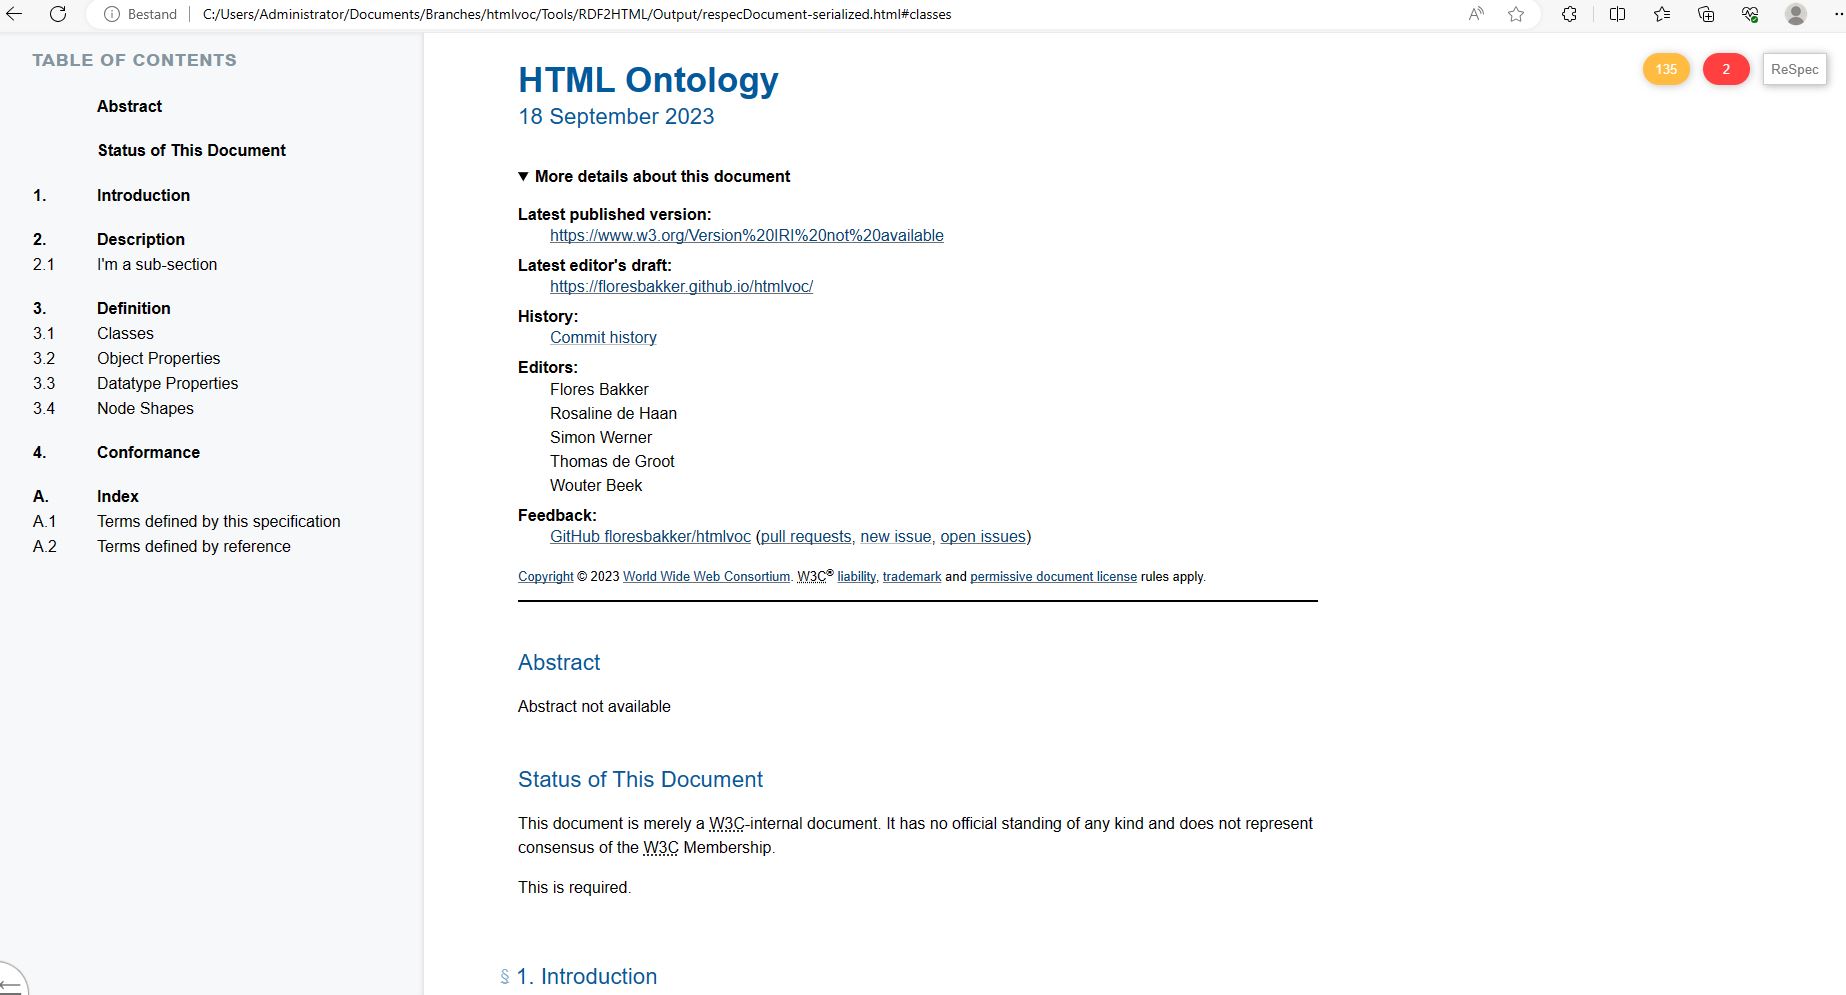 Bestand
C:/Users/Administrator/Documents/Branches/htmlvoc/Tools/RDF2HTML/Output/respecDocument-serialized.html#classes
TABLE OF CONTENTS
Abstract
Status of This Document
1. Introduction
2. Description
2.1 I'm a sub-section
3. Definition
3.1 Classes
3.2 Object Properties
3.3 Datatype Properties
3.4 Node Shapes
4. Conformance
A. Index
A.1 Terms defined by this specification
A.2 Terms defined by reference
135
2
ReSpec
HTML Ontology
18 September 2023
▼ More details about this document
Latest published version:
https://www.w3.org/Version%20IRI%20not%20available
Latest editor's draft:
https://floresbakker.github.io/htmlvoc/
History:
Commit history
Editors:
Flores Bakker
Rosaline de Haan
Simon Werner
Thomas de Groot
Wouter Beek
Feedback:
GitHub floresbakker/htmlvoc (pull requests, new issue, open issues)
Copyright © 2023 World Wide Web Consortium. W3C® liability, trademark and permissive document license rules apply.
Abstract
Abstract not available
Status of This Document
This document is merely a W3C-internal document. It has no official standing of any kind and does not represent
consensus of the W3C Membership.
This is required.
§ 1. Introduction